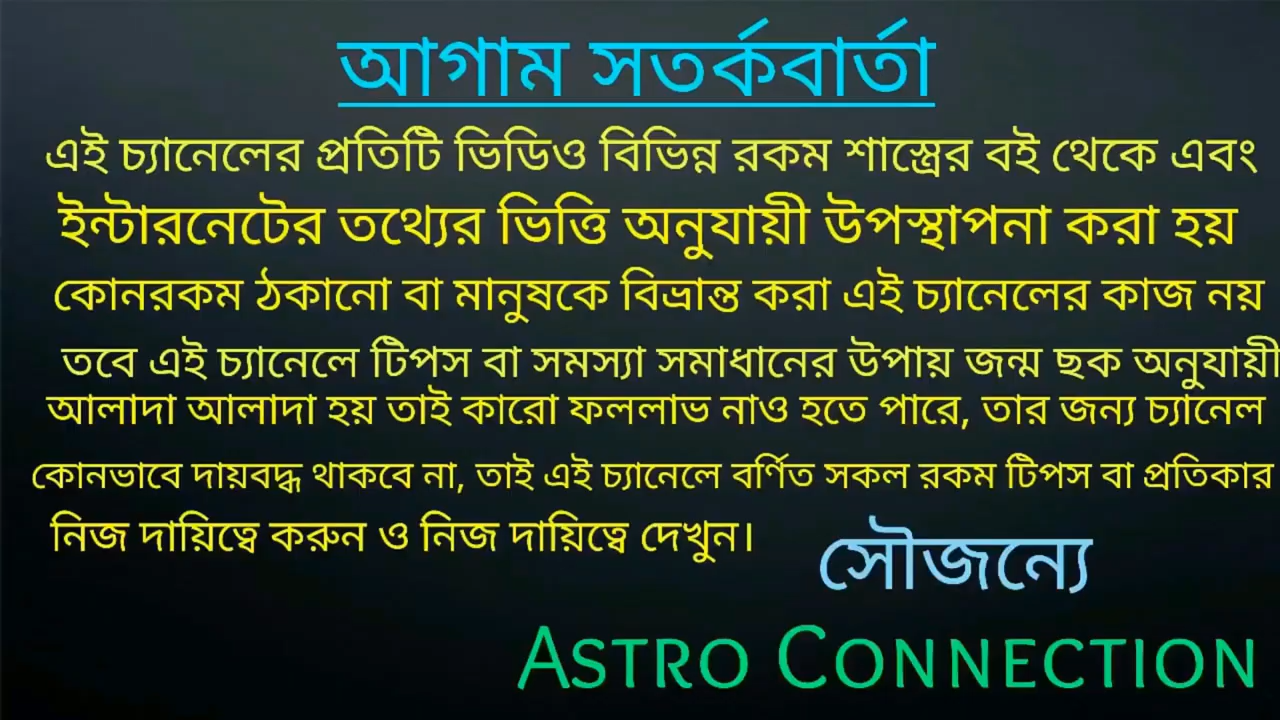 আগাম সতর্কবার্তা
এই চ্যানেলের প্রতিটি ভিডিও বিভিন্ন রকম শাস্ত্রের বই থেকে এবং
ইন্টারনেটের তথ্যের ভিত্তি অনুযায়ী উপস্থাপনা করা হয়
কোনরকম ঠকানো বা মানুষকে বিভ্রান্ত করা এই চ্যানেলের কাজ নয়
তবে এই চ্যানেলে টিপস বা সমস্যা সমাধানের উপায় জন্ম ছক অনুযায়ী
আলাদা আলাদা হয় তাই কারো ফললাভ নাও হতে পারে, তার জন্য চ্যানেল
কোনভাবে দায়বদ্ধ থাকবে না, তাই এই চ্যানেলে বর্ণিত সকল রকম টিপস বা প্রতিকার
নিজ দায়িত্বে করুন ও নিজ দায়িত্বে দেখুন।
সৌজন্যে
ASTRO CONNECTION